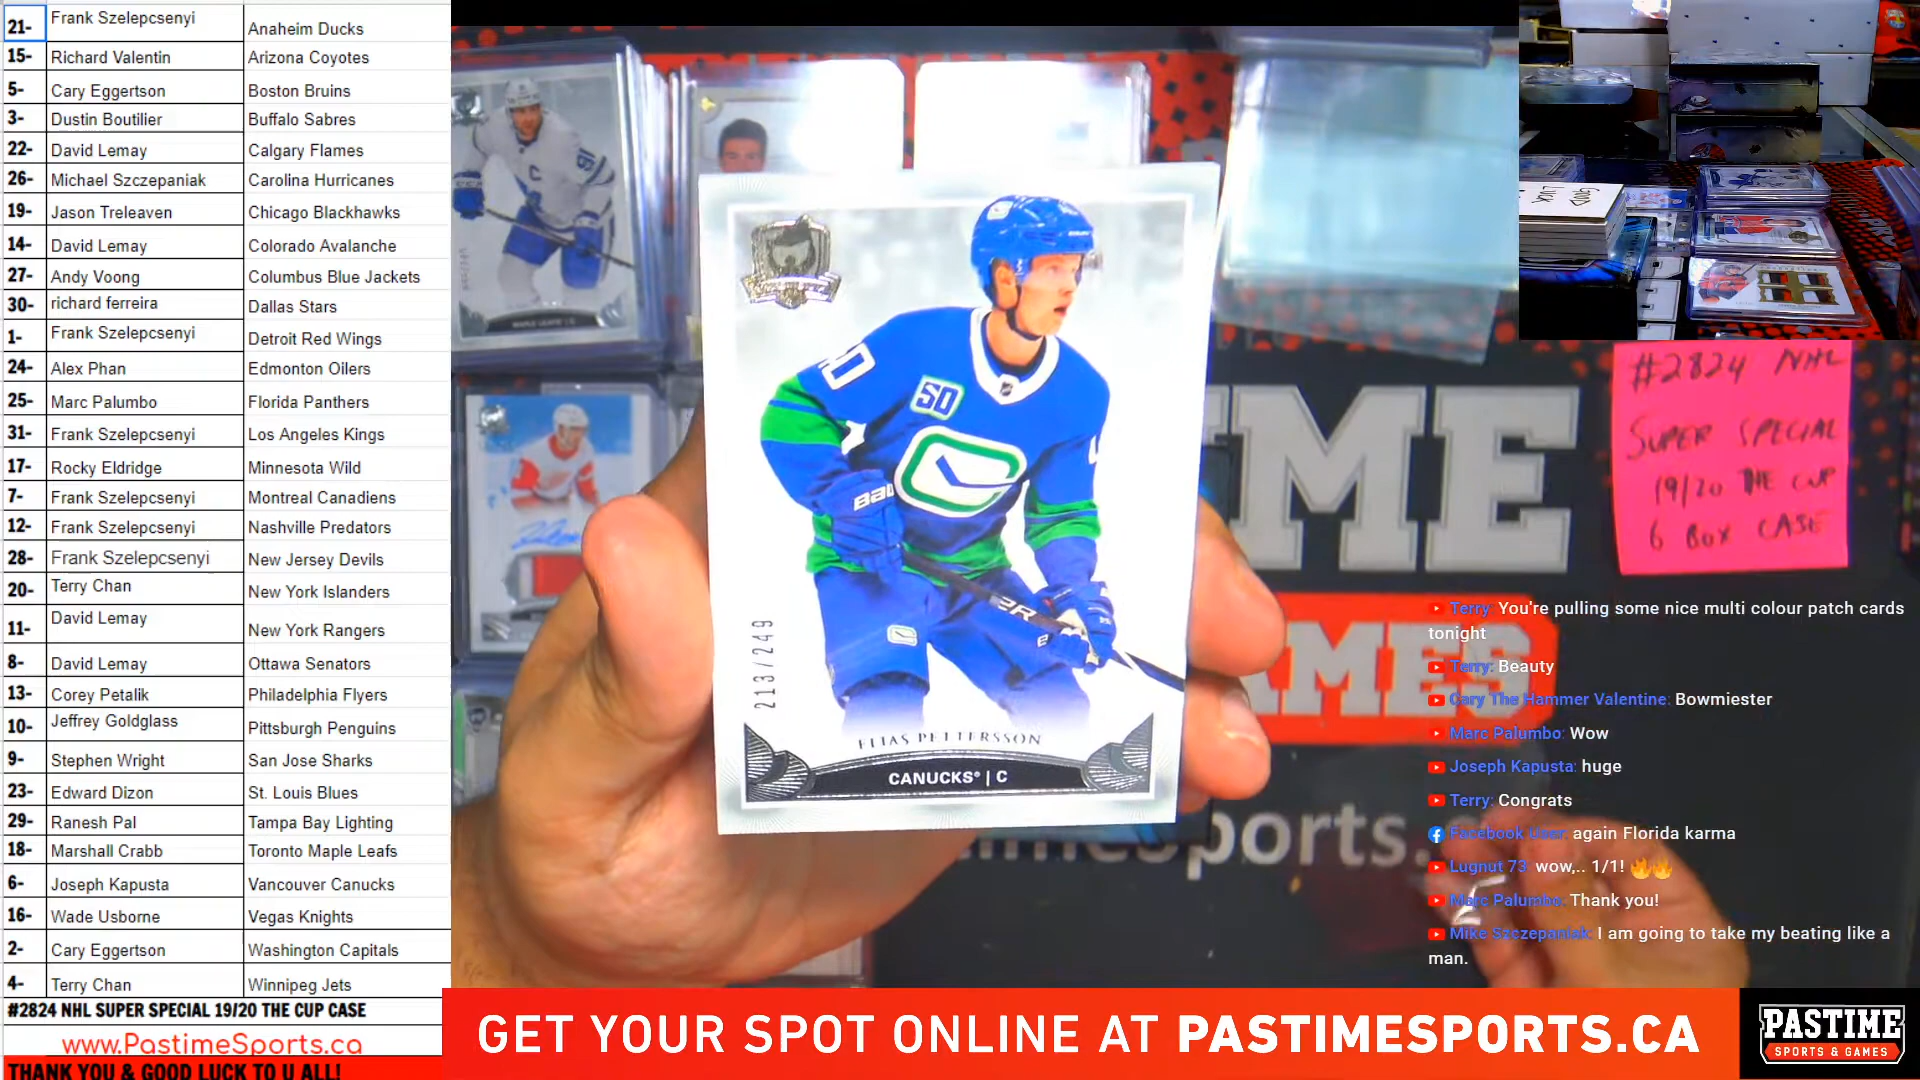 21- Frank Szelepcsenyi Anaheim Ducks
15- Richard Valentin Arizona Coyotes
5- Cary Eggertson Boston Bruins
3- Dustin Boutilier Buffalo Sabres
22- David Lemay Calgary Flames
26- Michael Szczepaniak Carolina Hurricanes
19- Jason Treleaven Chicago Blackhawks
14- David Lemay Colorado Avalanche
27- Andy Voong Columbus Blue Jackets
30- richard ferreira Dallas Stars
1- Frank Szelepcsenyi Detroit Red Wings
24- Alex Phan Edmonton Oilers
25- Marc Palumbo Florida Panthers
31- Frank Szelepcsenyi Los Angeles Kings
17- Rocky Eldridge Minnesota Wild
7- Frank Szelepcsenyi Montreal Canadiens
12- Frank Szelepcsenyi Nashville Predators
28- Frank Szelepcsenyi New Jersey Devils
20- Terry Chan New York Islanders
11- David Lemay New York Rangers
8- David Lemay Ottawa Senators
13- Corey Petalik Philadelphia Flyers
10- Jeffrey Goldglass Pittsburgh Penguins
9- Stephen Wright San Jose Sharks
23- Edward Dizon St. Louis Blues
29- Ranesh Pal Tampa Bay Lighting
18- Marshall Crabb Toronto Maple Leafs
6- Joseph Kapusta Vancouver Canucks
16- Wade Usborne Vegas Knights
2- Cary Eggertson Washington Capitals
4- Terry Chan Winnipeg Jets
#2824 NHL SUPER SPECIAL 19/20 THE CUP CASE
www.PastimeSports.ca
THANK YOU & GOOD LUCK TO U ALL!
50
213/249
ELIAS PETTERSSON
CANUCKS | C
GOOD
LUCK
#2824 NHL
SUPER SPECIAL
19/20 THE CUP
6 BOX CASE
Terry: You're pulling some nice multi colour patch cards
tonight
Terry: Beauty
Cary The Hammer Valentine: Bowmiester
Marc Palumbo: Wow
Joseph Kapusta: huge
Terry: Congrats
Facebook User: again Florida karma
Lugnut 73: wow,.. 1/1! 🔥🔥
Marc Palumbo: Thank you!
Mike Szczepaniak: I am going to take my beating like a
man.
GET YOUR SPOT ONLINE AT PASTIMESPORTS.CA
PASTIME
SPORTS & GAMES